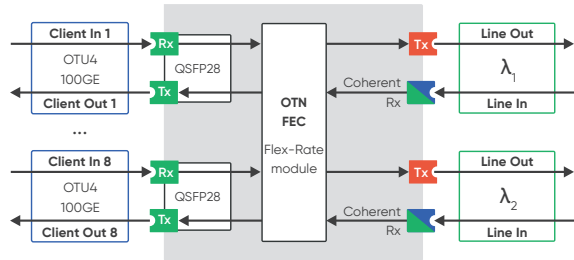 Client In 1
OTU4
100GE
Client Out 1
Rx
QSFP28
Tx
...
Client In 8
OTU4
100GE
Client Out 8
Rx
QSFP28
Tx
OTN
FEC
Flex-Rate
module
Tx
Coherent
Rx
Line Out
λ1
Line In
Tx
Coherent
Rx
Line Out
λ2
Line In